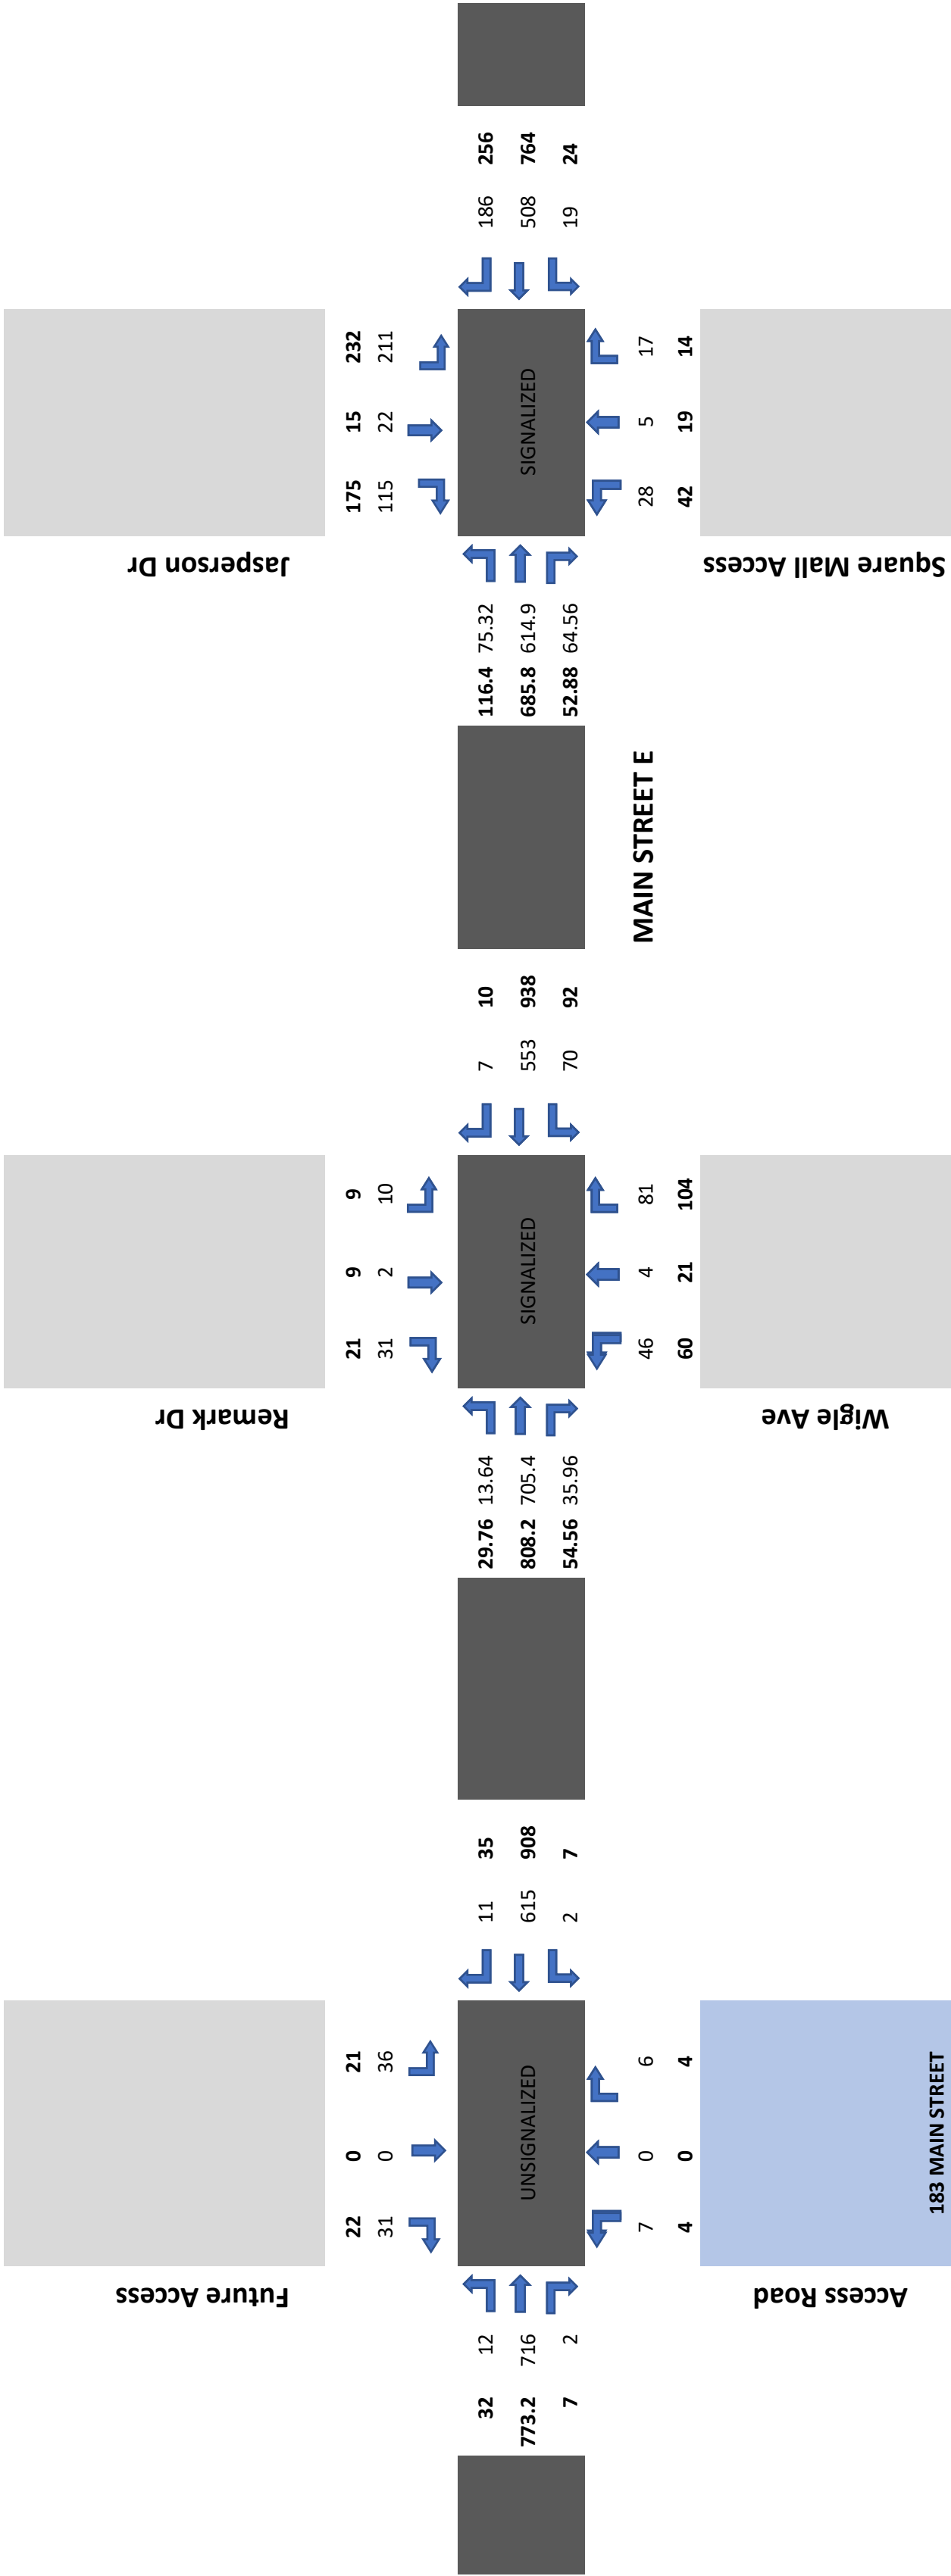 Future Access
22 0 21
31 0 36
32 12
773.2 716
7 2
UNSIGNALIZED
11 35
615 908
2 7
7 0 6
4 0 4
Access Road
183 MAIN STREET
Remark Dr
21 9 9
31 2 10
29.76 13.64
808.2 705.4
54.56 35.96
SIGNALIZED
7 10
553 938
70 92
46 4 81
60 21 104
Wigle Ave
MAIN STREET E
Jasperson Dr
175 15 232
115 22 211
116.4 75.32
685.8 614.9
52.88 64.56
SIGNALIZED
186 256
508 764
19 24
28 5 17
42 19 14
Square Mall Access